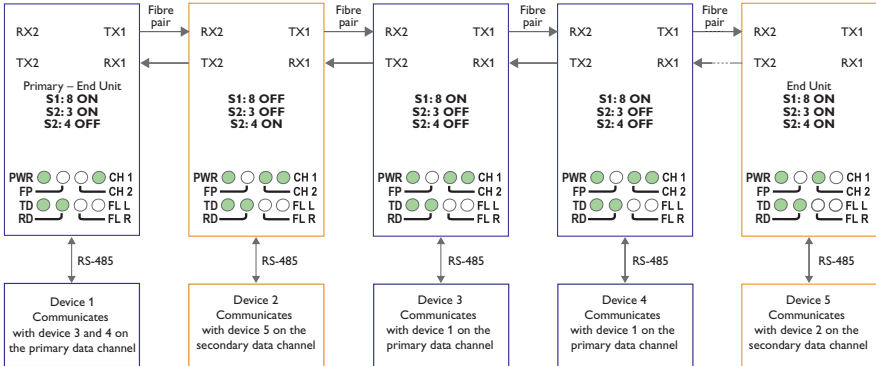 Fibre
pair
Fibre
pair
Fibre
pair
Fibre
pair
RX2 TX1
TX2 RX1
Primary – End Unit
S1: 8 ON
S2: 3 ON
S2: 4 OFF
PWR CH 1
FP CH 2
TD FL L
RD FL R
RS-485
Device 1
Communicates
with device 3 and 4 on
the primary data channel
RX2 TX1
TX2 RX1
S1: 8 OFF
S2: 3 OFF
S2: 4 ON
PWR CH 1
FP CH 2
TD FL L
RD FL R
RS-485
Device 2
Communicates
with device 5 on the
secondary data channel
RX2 TX1
TX2 RX1
S1: 8 ON
S2: 3 OFF
S2: 4 OFF
PWR CH 1
FP CH 2
TD FL L
RD FL R
RS-485
Device 3
Communicates
with device 1 on the
primary data channel
RX2 TX1
TX2 RX1
S1: 8 ON
S2: 3 OFF
S2: 4 OFF
PWR CH 1
FP CH 2
TD FL L
RD FL R
RS-485
Device 4
Communicates
with device 1 on the
primary data channel
RX2 TX1
TX2 RX1
End Unit
S1: 8 ON
S2: 3 ON
S2: 4 ON
PWR CH 1
FP CH 2
TD FL L
RD FL R
RS-485
Device 5
Communicates
with device 2 on the
secondary data channel